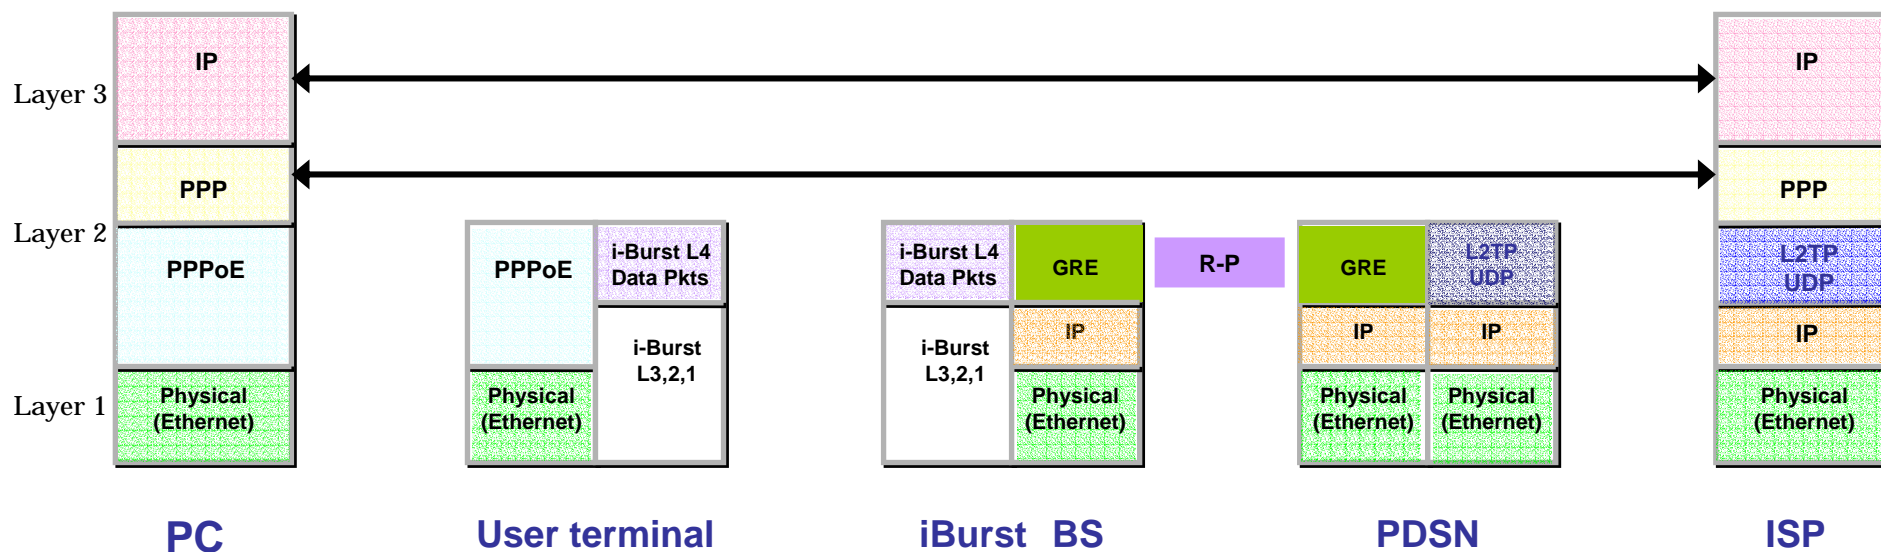 Layer 3
Layer 2
Layer 1
IP
PPP
PPPoE
Physical
(Ethernet)
PC
PPPoE
Physical
(Ethernet)
i-Burst L4
Data Pkts
i-Burst
L3,2,1
User terminal
i-Burst L4
Data Pkts
i-Burst
L3,2,1
GRE
IP
Physical
(Ethernet)
iBurst BS
R-P
GRE
IP
Physical
(Ethernet)
L2TP
UDP
IP
Physical
(Ethernet)
PDSN
IP
PPP
L2TP
UDP
IP
Physical
(Ethernet)
ISP